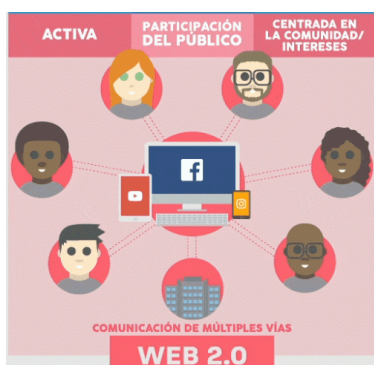 ACTIVA
PARTICIPACIÓN
DEL PÚBLICO
CENTRADA EN
LA COMUNIDAD/
INTERESES
COMUNICACIÓN DE MÚLTIPLES VÍAS
WEB 2.0